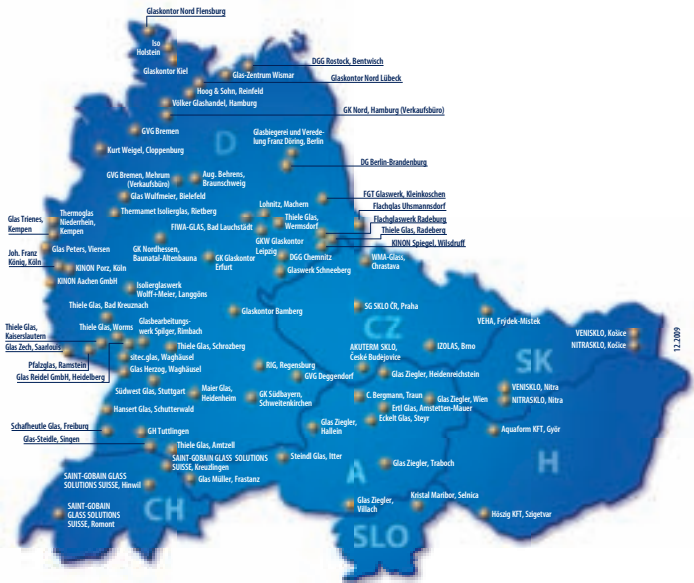 Glaskontor Nord Flensburg
Iso
Holstein
Glaskontor Kiel
DGG Rostock, Bentwisch
Glas-Zentrum Wismar
Glaskontor Nord Lübeck
Hoog & Sohn, Reinfeld
Völker Glashandel, Hamburg
GK Nord, Hamburg (Verkaufsbüro)
GVG Bremen
D
Glasbiegerei und Verede-
lung Franz Döring, Berlin
Kurt Weigel, Cloppenburg
DG Berlin-Brandenburg
GVG Bremen, Mehrum
(Verkaufsbüro)
Aug. Behrens,
Braunschweig
Glas Wulfmeier, Bielefeld
FGT Glaswerk, Kleinkoschen
Flachglas Uhsmannsdorf
Thermamet Isolierglas, Rietberg
Lohnitz, Machern
Thiele Glas,
Wermsdorf
Flachglaswerk Radeburg
Glas Trienes,
Kempen
Thermoglas
Niederrhein,
Kempen
FIWA-GLAS, Bad Lauchstädt
Thiele Glas, Radeberg
GKW Glaskontor
Leipzig
KINON Spiegel, Wilsdruff
Glas Peters, Viersen
GK Nordhessen,
Baunatal-Altenbauna
GK Glaskontor
Erfurt
DGG Chemnitz
WMA-Glass,
Chrastava
Joh. Franz
König, Köln
KINON Porz, Köln
Glaswerk Schneeberg
KINON Aachen GmbH
Isolierglaswerk
Wolff+Meier, Langgöns
Thiele Glas, Bad Kreuznach
Glaskontor Bamberg
SG SKLO ČR, Praha
VEHA, Frýdek-Místek
CZ
Thiele Glas,
Kaiserslautern
Thiele Glas, Worms
Glasbearbeitungs-
werk Spilger, Rimbach
VENISKLO, Košice
NITRASKLO, Košice
12.2009
Glas Zech, Saarlouis
Thiele Glas, Schrozberg
AKUTERM SKLO,
České Budejovice
IZOLAS, Brno
SK
Pfalzglas, Ramstein
sitec.glas, Waghäusel
Glas Reidel GmbH, Heidelberg
Glas Herzog, Waghäusel
RIG, Regensburg
GVG Deggendorf
Glas Ziegler, Heidenreichstein
Südwest Glas, Stuttgart
Maier Glas,
Heidenheim
GK Südbayern,
Schweitenkirchen
C. Bergmann, Traun
Glas Ziegler, Wien
VENISKLO, Nitra
NITRASKLO, Nitra
Hansert Glas, Schutterwald
Ertl Glas, Amstetten-Mauer
Eckelt Glas, Steyr
Schafheutle Glas, Freiburg
GH Tuttlingen
Glas Ziegler,
Hallein
Aquaform KFT, Györ
Glas-Steidle, Singen
Thiele Glas, Amtzell
SAINT-GOBAIN GLASS SOLUTIONS
SUISSE, Kreuzlingen
Steindl Glas, Itter
A
Glas Ziegler, Traboch
H
SAINT-GOBAIN GLASS
SOLUTIONS SUISSE, Hinwil
Glas Müller, Frastanz
SAINT-GOBAIN
GLASS SOLUTIONS
SUISSE, Romont
CH
Glas Ziegler,
Villach
Kristal Maribor, Selnica
Höszig KFT, Szigetvar
SLO